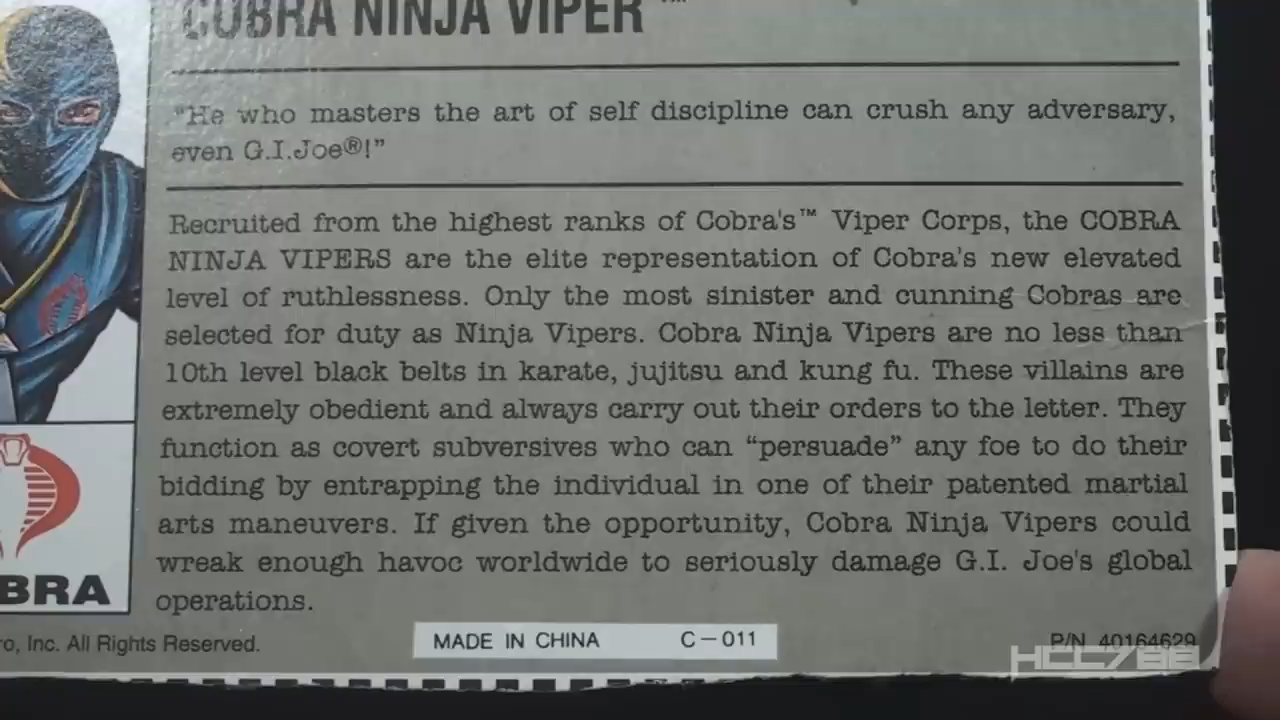 COBRA NINJA VIPER™
“He who masters the art of self discipline can crush any adversary,
even G.I.Joe®!”
Recruited from the highest ranks of Cobra's™ Viper Corps, the COBRA
NINJA VIPERS are the elite representation of Cobra's new elevated
level of ruthlessness. Only the most sinister and cunning Cobras are
selected for duty as Ninja Vipers. Cobra Ninja Vipers are no less than
10th level black belts in karate, jujitsu and kung fu. These villains are
extremely obedient and always carry out their orders to the letter. They
function as covert subversives who can “persuade” any foe to do their
bidding by entrapping the individual in one of their patented martial
arts maneuvers. If given the opportunity, Cobra Ninja Vipers could
wreak enough havoc worldwide to seriously damage G.I. Joe's global
operations.
BRA
ro, Inc. All Rights Reserved.
MADE IN CHINA C-011
P/N 40164629
HCC788